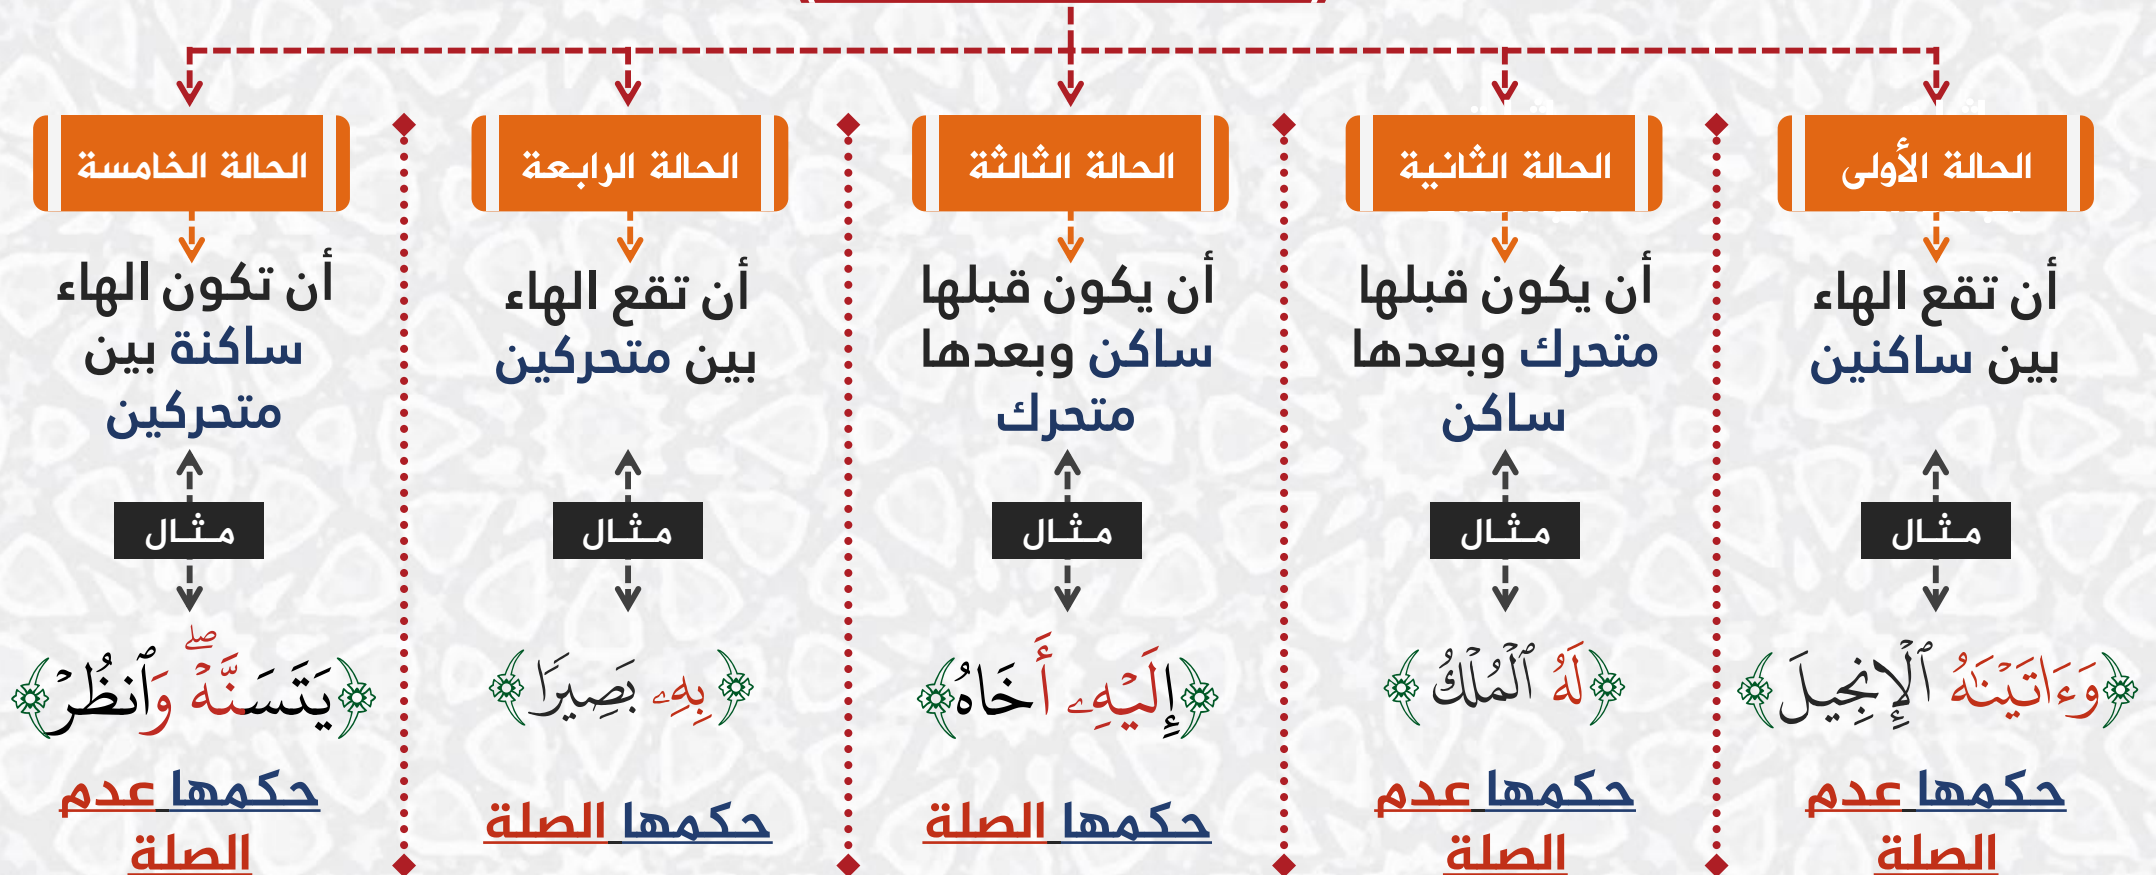 الحالة الأولى
أن تقع الهاء
بين ساكنين
مثال
﴿وَءَاتَيْنَٰهُ ٱلْإِنجِيلَ﴾
حكمها عدم
الصلة
الحالة الثانية
أن يكون قبلها
متحرك وبعدها
ساكن
مثال
﴿لَهُ ٱلْمُلْكُ﴾
حكمها عدم
الصلة
الحالة الثالثة
أن يكون قبلها
ساكن وبعدها
متحرك
مثال
﴿إِلَيْهِۦ أَخَاهُ﴾
حكمها الصلة
الحالة الرابعة
أن تقع الهاء
بين متحركين
مثال
﴿بِهِۦ بَصِيرًا﴾
حكمها الصلة
الحالة الخامسة
أن تكون الهاء
ساكنة بين
متحركين
مثال
﴿يَتَسَنَّهْ ۖ وَٱنظُرْ﴾
حكمها عدم
الصلة